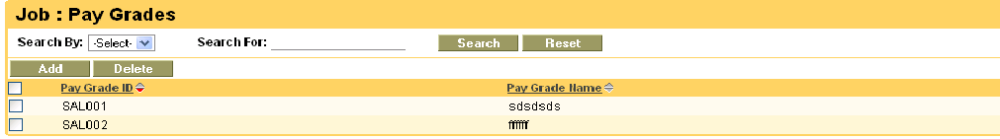 Job : Pay Grades
Search By: -Select- Search For: Search Reset
Add Delete
Pay Grade ID Pay Grade Name
SAL001 sdsdsds
SAL002 ffffff